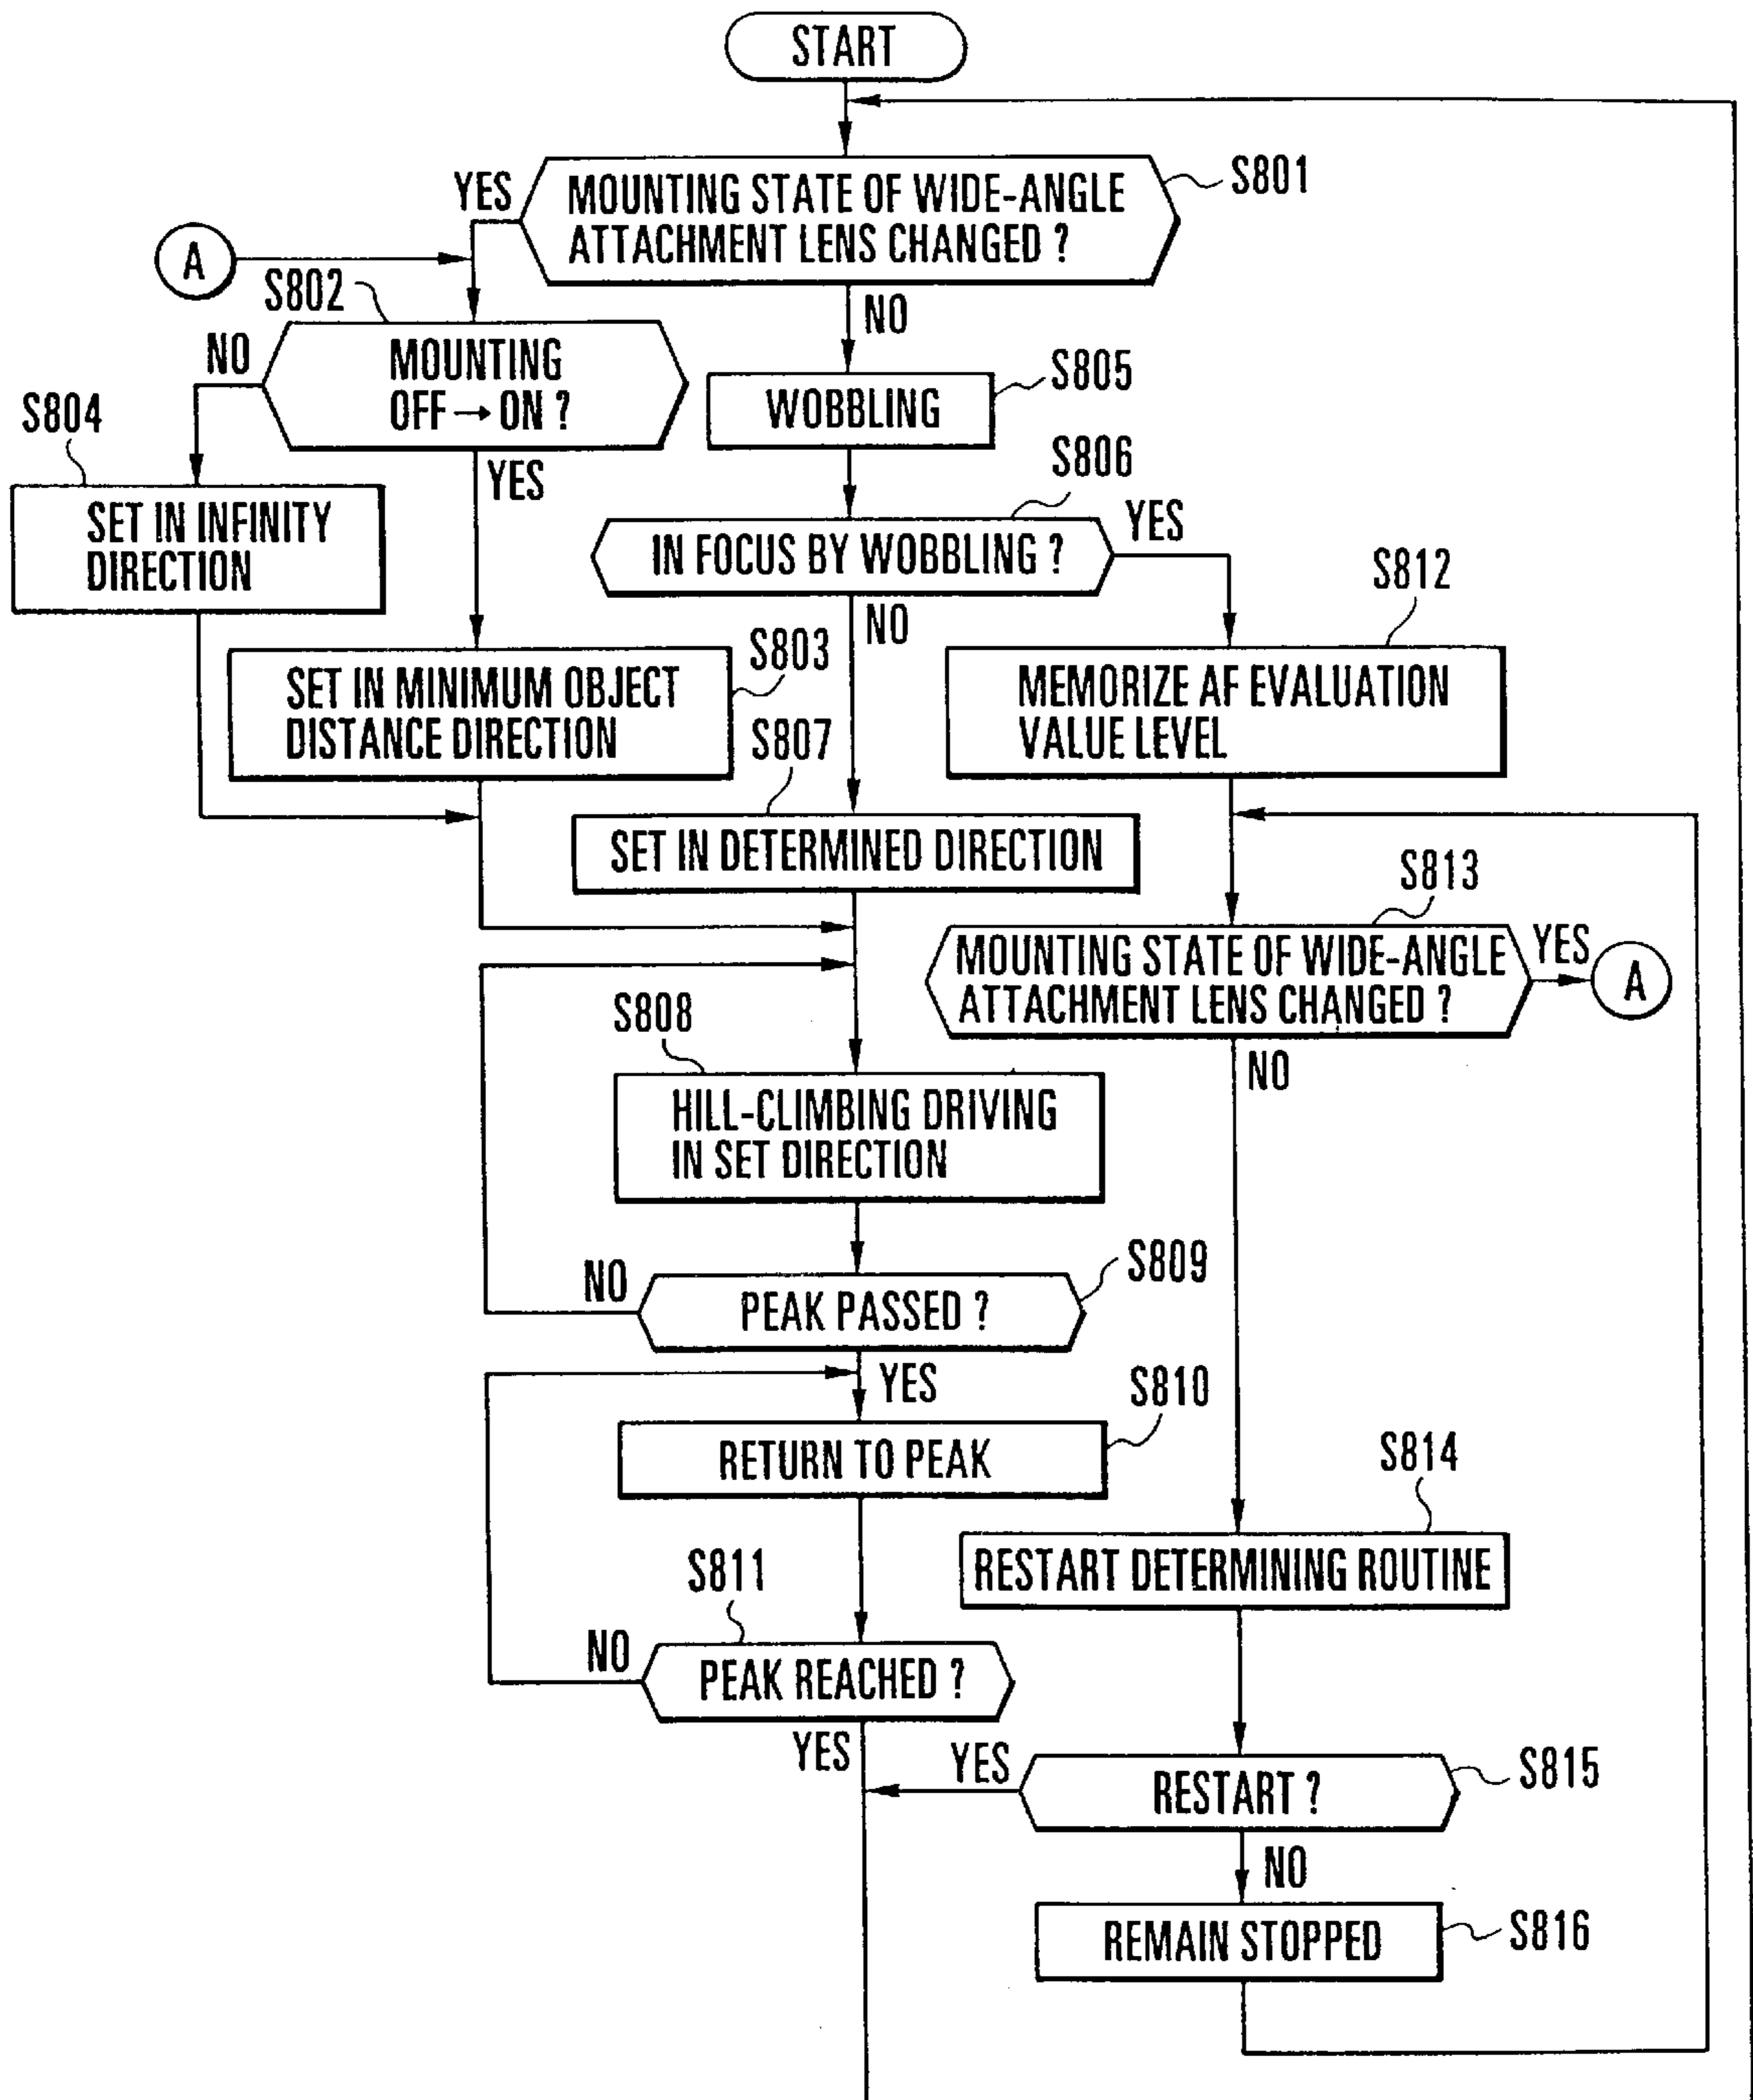 START
MOUNTING STATE OF WIDE-ANGLE
ATTACHMENT LENS CHANGED ?
S801
YES
A
S802
NO
MOUNTING
OFF → ON ?
NO
S805
WOBBLING
S804
SET IN INFINITY
DIRECTION
YES
S806
IN FOCUS BY WOBBLING ?
YES
NO
S812
S803
SET IN MINIMUM OBJECT
DISTANCE DIRECTION
MEMORIZE AF EVALUATION
VALUE LEVEL
S807
SET IN DETERMINED DIRECTION
S813
MOUNTING STATE OF WIDE-ANGLE
ATTACHMENT LENS CHANGED ?
YES
A
NO
S808
HILL-CLIMBING DRIVING
IN SET DIRECTION
S809
NO
PEAK PASSED ?
YES
S810
RETURN TO PEAK
S814
RESTART DETERMINING ROUTINE
S811
NO
PEAK REACHED ?
YES
YES
S815
RESTART ?
NO
REMAIN STOPPED
S816